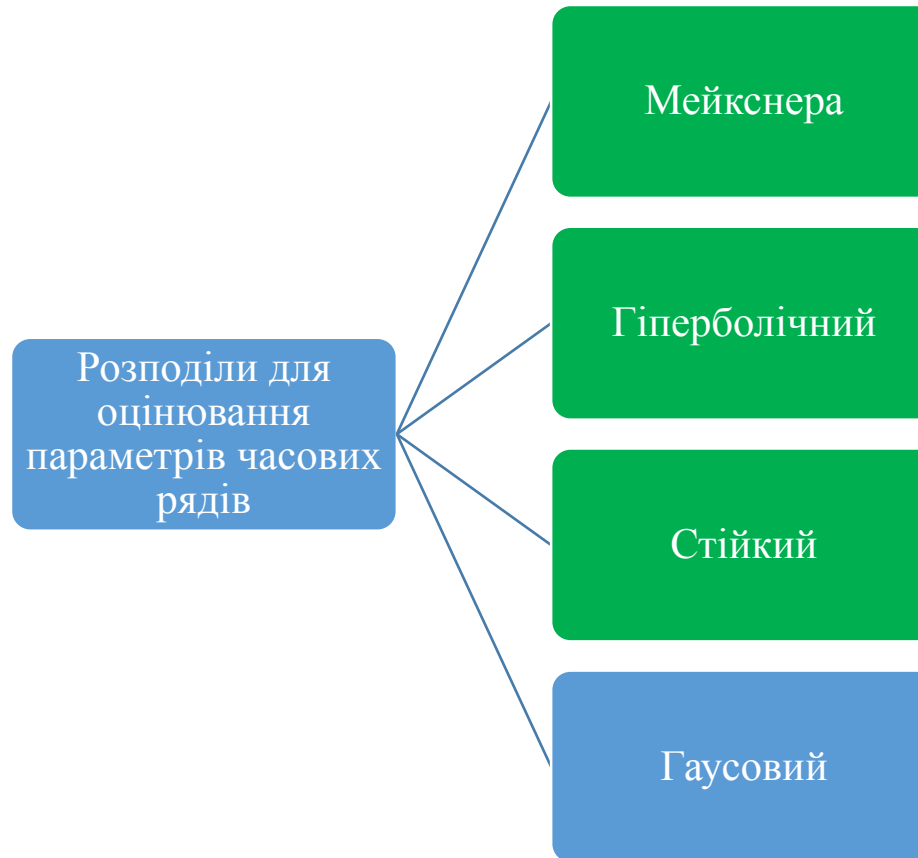 Мейкснера
Гіперболічний
Розподіли для
оцінювання
параметрів часових
рядів
Стійкий
Гаусовий